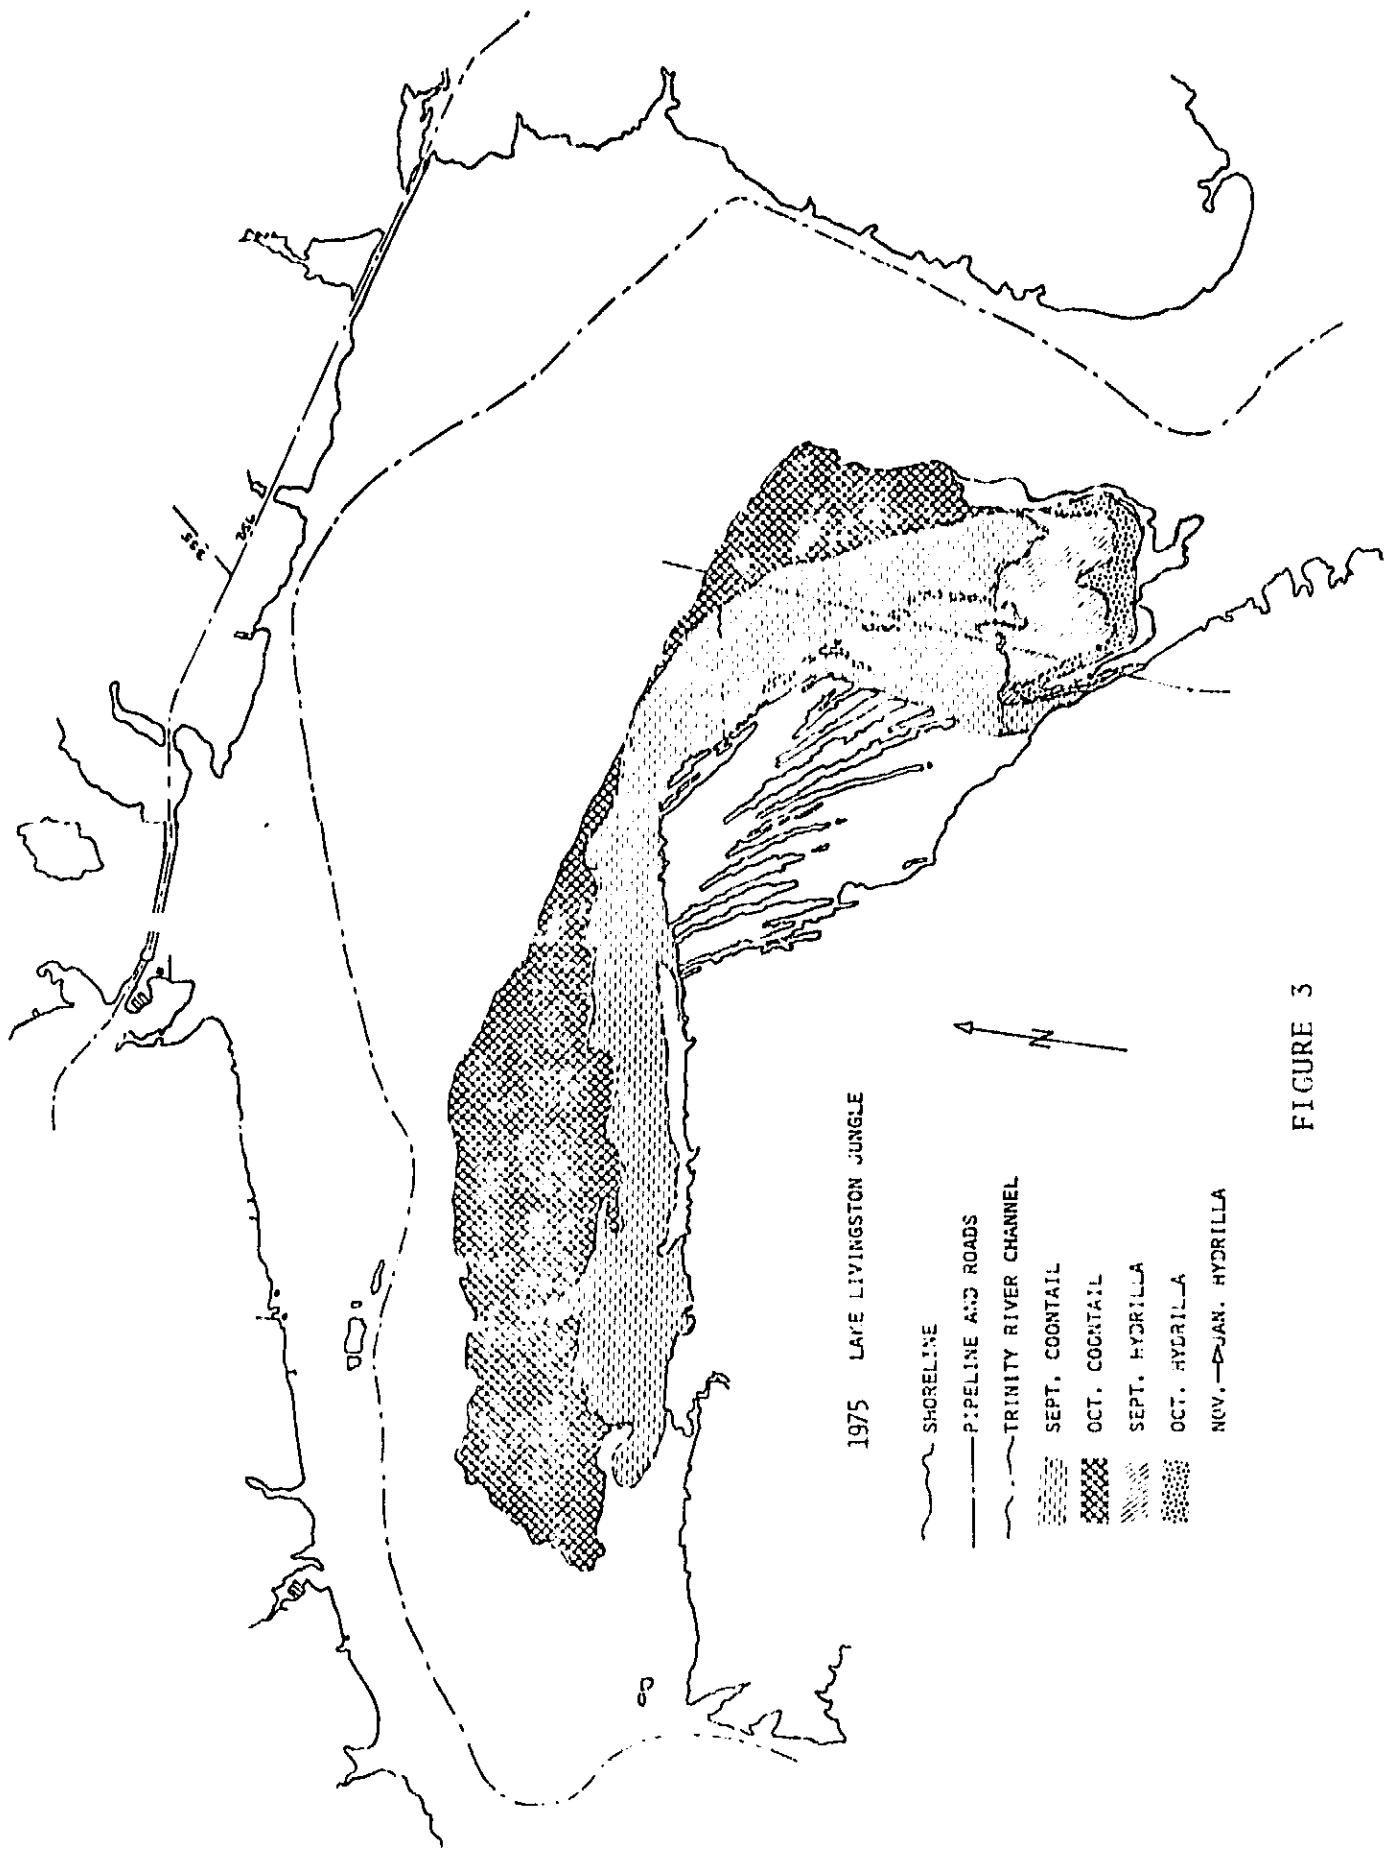 356
1975 LAKE LIVINGSTON JUNGLE
SHORELINE
PIPELINE AND ROADS
TRINITY RIVER CHANNEL
SEPT. COONTAIL
OCT. COONTAIL
SEPT. HYDRILLA
OCT. HYDRILLA
NOV.→JAN. HYDRILLA
N
FIGURE 3